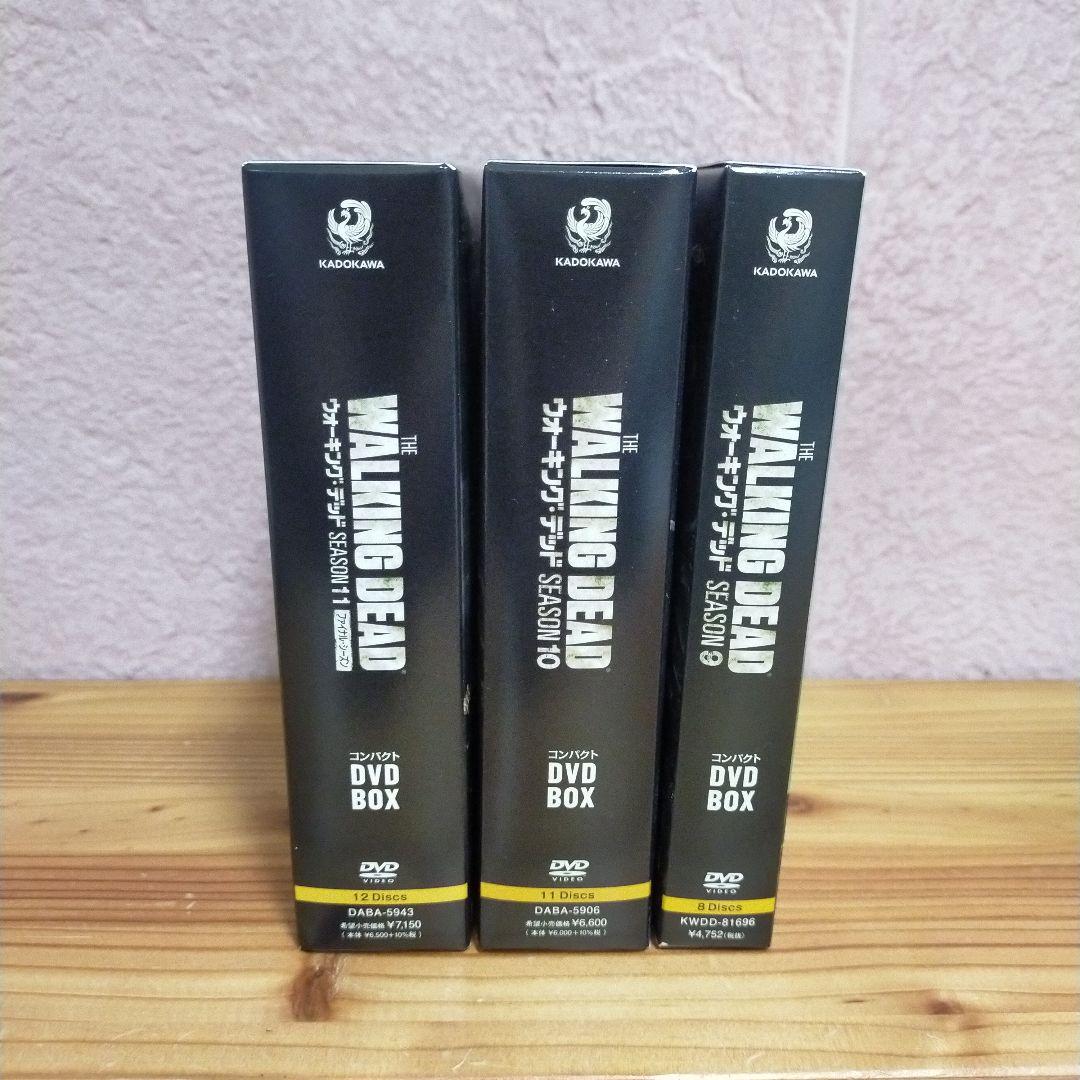 KADOKAWA
THE
WALKING DEAD
ウォーキング・デッド SEASON 11 ファイナル・シーズン
コンパクト
DVD
BOX
DVD
VIDEO
12 Discs
DABA-5943
希望小売価格 ¥7,150
(本体 ¥6,500+10%税)
KADOKAWA
THE
WALKING DEAD
ウォーキング・デッド SEASON 10
コンパクト
DVD
BOX
DVD
VIDEO
11 Discs
DABA-5906
希望小売価格 ¥6,600
(本体 ¥6,000+10%税)
KADOKAWA
THE
WALKING DEAD
ウォーキング・デッド SEASON 9
コンパクト
DVD
BOX
DVD
VIDEO
8 Discs
KWDD-81696
¥4,752(税抜)